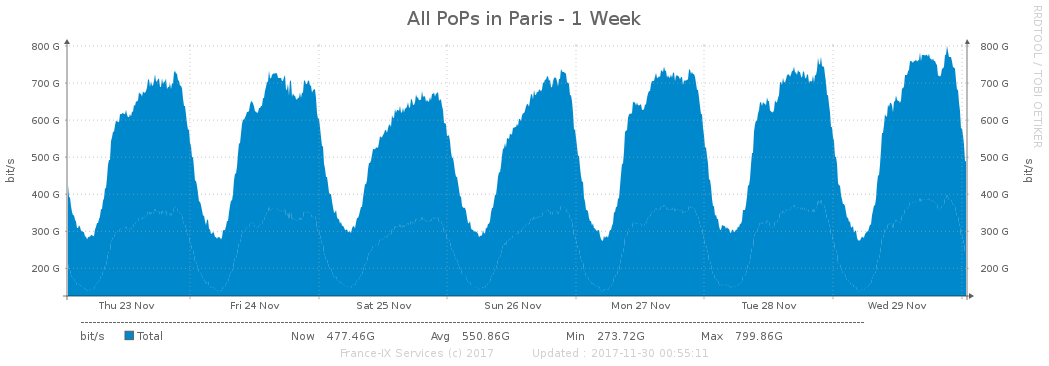 All PoPs in Paris - 1 Week
RRDTOOL / TOBI OETIKER
bit/s
800 G
700 G
600 G
500 G
400 G
300 G
200 G
800 G
700 G
600 G
500 G
400 G
300 G
200 G
bit/s
Thu 23 Nov Fri 24 Nov Sat 25 Nov Sun 26 Nov Mon 27 Nov Tue 28 Nov Wed 29 Nov
bit/s Total Now 477.46G Avg 550.86G Min 273.72G Max 799.86G
France-IX Services (c) 2017 Updated : 2017-11-30 00:55:11